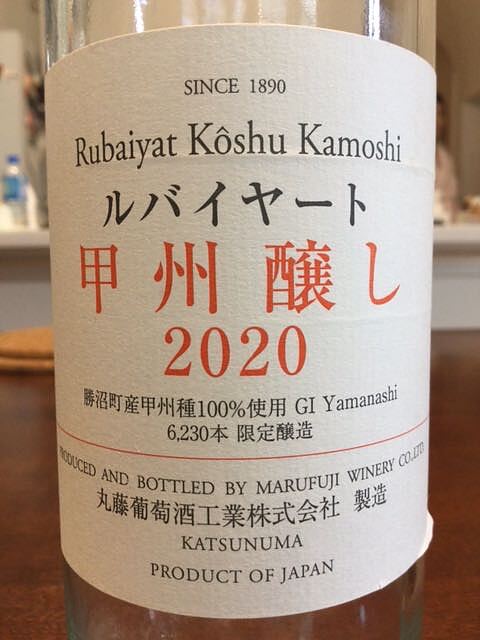 SINCE 1890
Rubaiyat Kôshu Kamoshi
ルバイヤート
甲州 醸し
2020
勝沼町産甲州種100%使用 GI Yamanashi
6,230本 限定醸造
PRODUCED AND BOTTLED BY MARUFUJI WINERY CO.,LTD.
丸藤葡萄酒工業株式会社 製造
KATSUNUMA
PRODUCT OF JAPAN